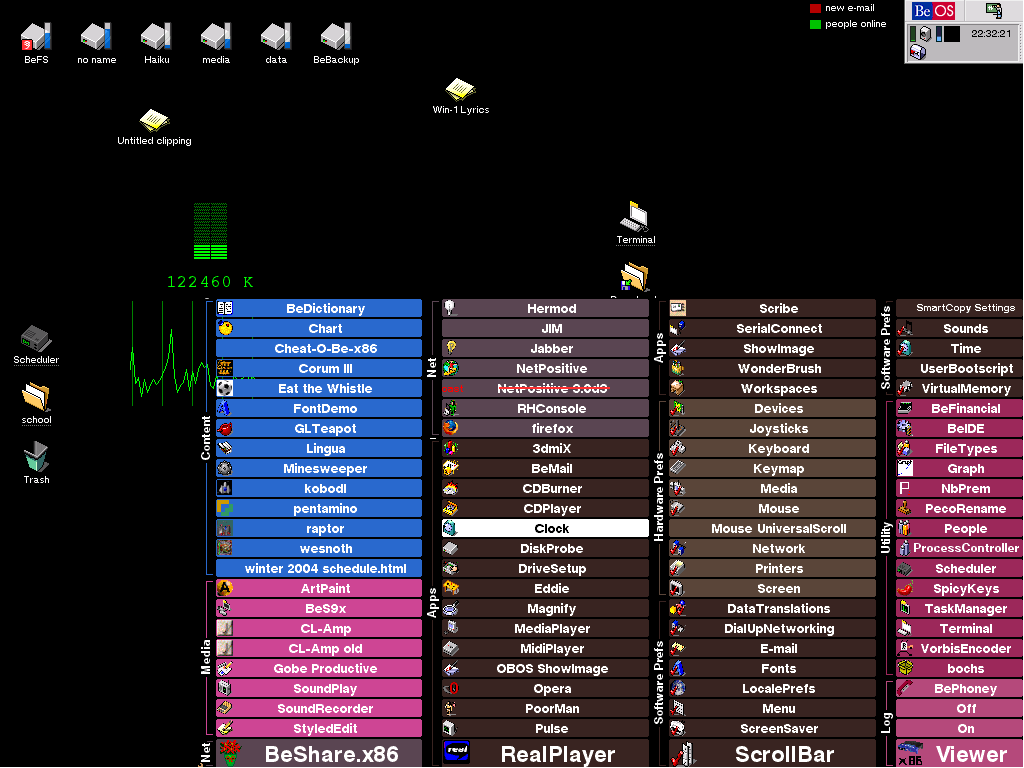 new e-mail
people online
BeOS
22:32:21
BeFS
no name
Haiku
media
data
BeBackup
Win-1 Lyrics
Untitled clipping
Terminal
122460 K
Scheduler
school
Trash
Content
BeDictionary
Chart
Cheat-O-Be-x86
Corum III
Eat the Whistle
FontDemo
GLTeapot
Lingua
Minesweeper
kobodl
pentamino
raptor
wesnoth
winter 2004 schedule.html
Media
ArtPaint
BeS9x
CL-Amp
CL-Amp old
Gobe Productive
SoundPlay
SoundRecorder
StyledEdit
Net
BeShare.x86
Net
Hermod
JIM
Jabber
NetPositive
NetPositive 3.0d3
RHConsole
firefox
Apps
3dmiX
BeMail
CDBurner
CDPlayer
Clock
DiskProbe
DriveSetup
Eddie
Magnify
MediaPlayer
MidiPlayer
OBOS ShowImage
Opera
PoorMan
Pulse
real
RealPlayer
Apps
Scribe
SerialConnect
ShowImage
WonderBrush
Workspaces
Hardware Prefs
Devices
Joysticks
Keyboard
Keymap
Media
Mouse
Mouse UniversalScroll
Network
Printers
Screen
Software Prefs
DataTranslations
DialUpNetworking
E-mail
Fonts
LocalePrefs
Menu
ScreenSaver
ScrollBar
Software Prefs
SmartCopy Settings
Sounds
Time
UserBootscript
VirtualMemory
Utility
BeFinancial
BeIDE
FileTypes
Graph
NbPrem
PecoRename
People
ProcessController
Scheduler
SpicyKeys
TaskManager
Terminal
VorbisEncoder
bochs
Log
BePhoney
Off
On
x86
Viewer